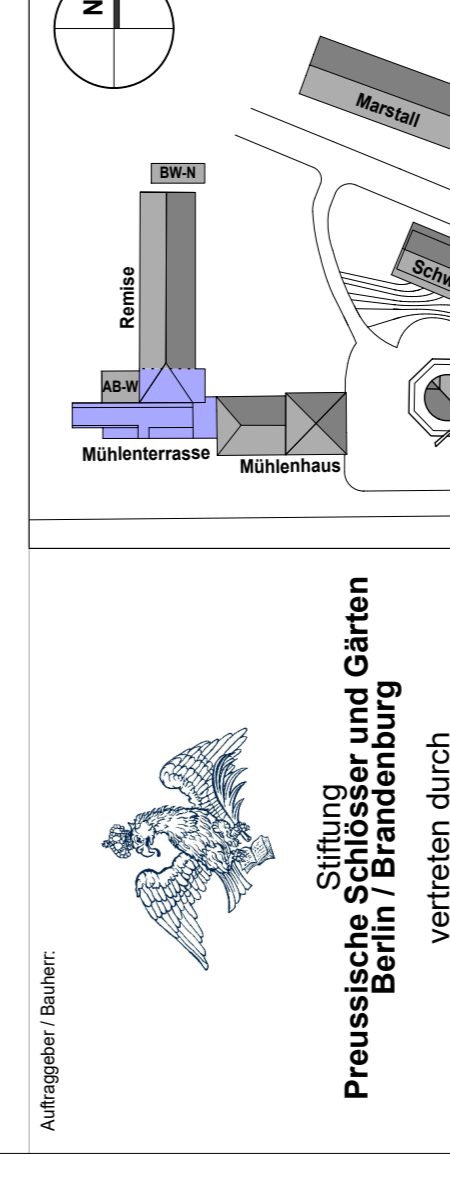 N
Marstall
BW-N
Remise
Schw
AB-W
Mühlenterrasse
Mühlenhaus
Auftraggeber / Bauherr:
Stiftung
Preussische Schlösser und Gärten
Berlin / Brandenburg
vertreten durch